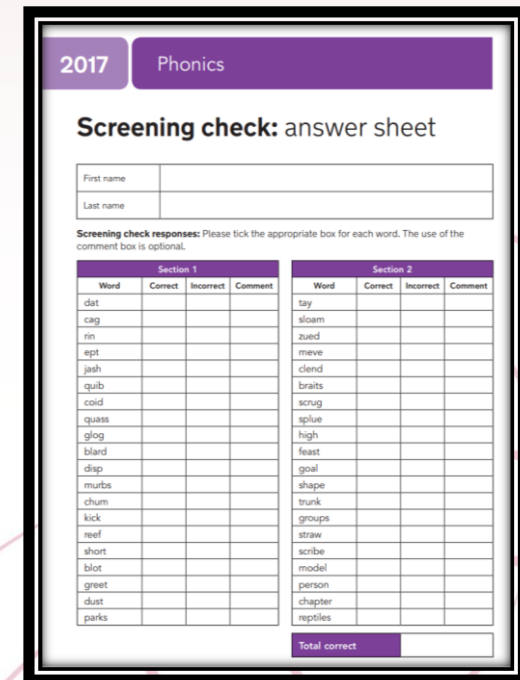 2017 Phonics
Screening check: answer sheet
First name
Last name
Screening check responses: Please tick the appropriate box for each word. The use of the
comment box is optional.
Section 1
Word Correct Incorrect Comment
dat
cag
rin
ept
jash
quib
coid
quass
glog
blard
disp
murbs
chum
kick
reef
short
blot
greet
dust
parks
Section 2
Word Correct Incorrect Comment
tay
sloam
zued
meve
clend
braits
scrug
splue
high
feast
goal
shape
trunk
groups
straw
scribe
model
person
chapter
reptiles
Total correct